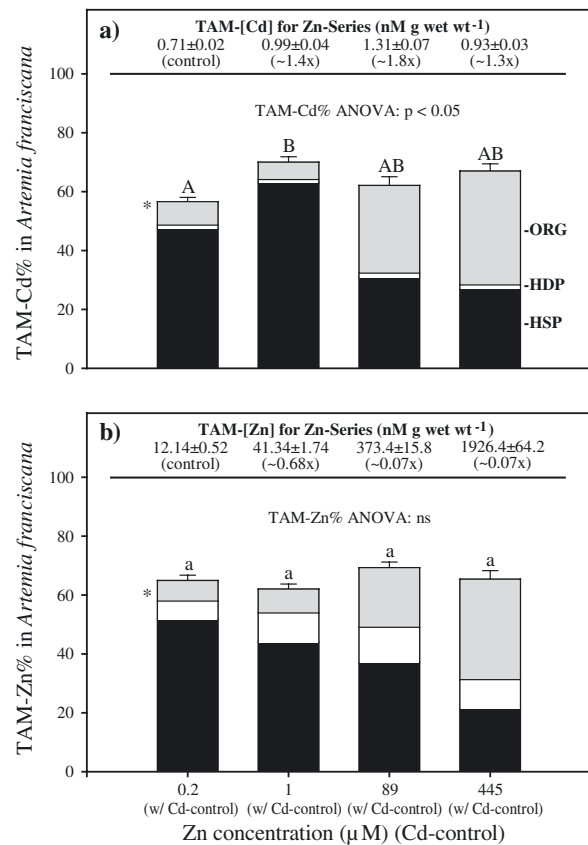 a) TAM-[Cd] for Zn-Series (nM g wet wt-1)
0.71±0.02 0.99±0.04 1.31±0.07 0.93±0.03
(control) (~1.4x) (~1.8x) (~1.3x)
100
TAM-Cd% ANOVA: p < 0.05
80
B
AB
AB
A
60
*
-ORG
40
-HDP
-HSP
20
0
TAM-Cd% in Artemia franciscana
b) TAM-[Zn] for Zn-Series (nM g wet wt-1)
12.14±0.52 41.34±1.74 373.4±15.8 1926.4±64.2
(control) (~0.68x) (~0.07x) (~0.07x)
100
TAM-Zn% ANOVA: ns
80
a a a a
60
*
40
20
0
TAM-Zn% in Artemia franciscana
0.2 1 89 445
(w/ Cd-control) (w/ Cd-control) (w/ Cd-control) (w/ Cd-control)
Zn concentration (µM) (Cd-control)